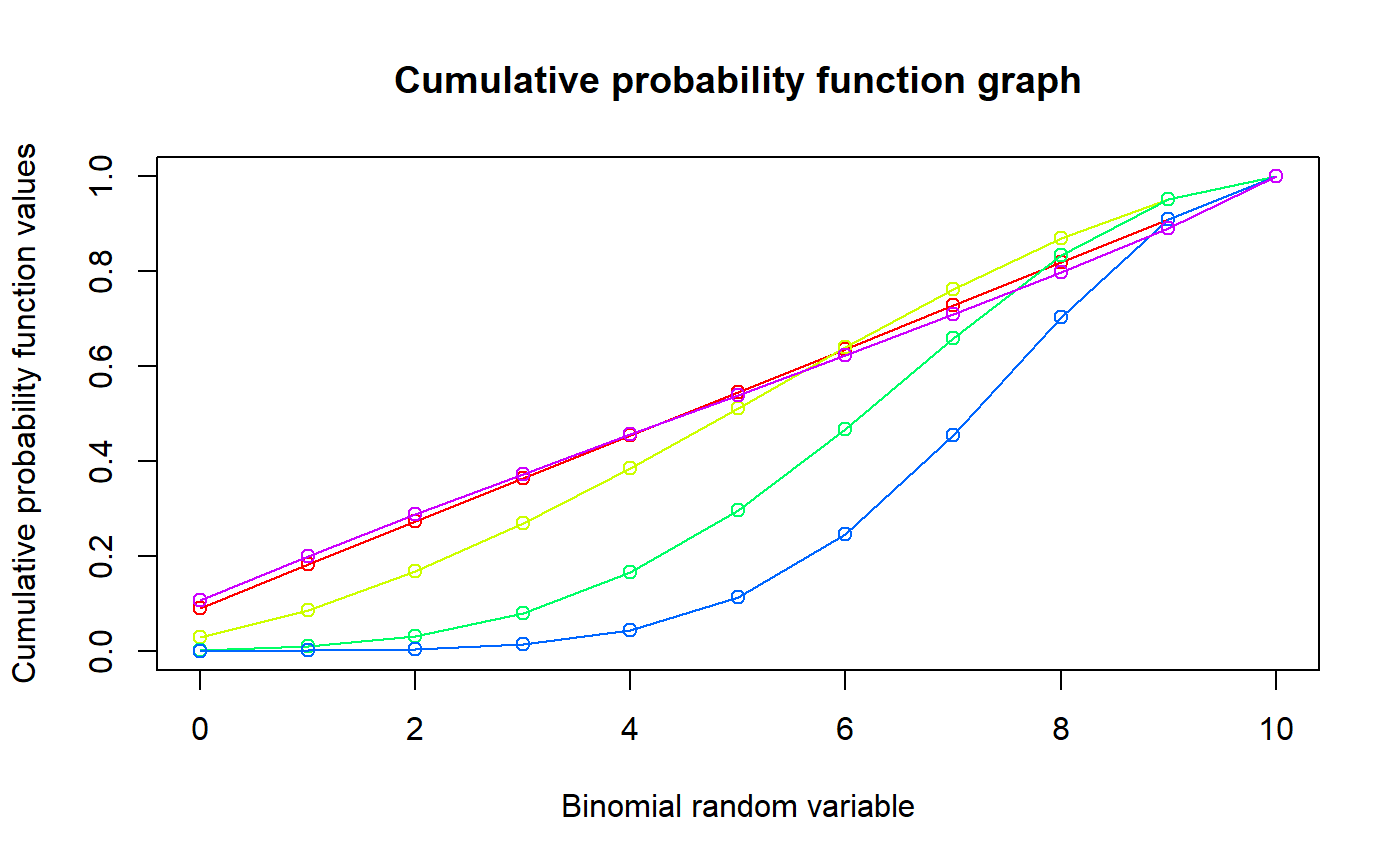 Cumulative probability function graph
Cumulative probability function values
1.0
0.8
0.6
0.4
0.2
0.0
0 2 4 6 8 10
Binomial random variable